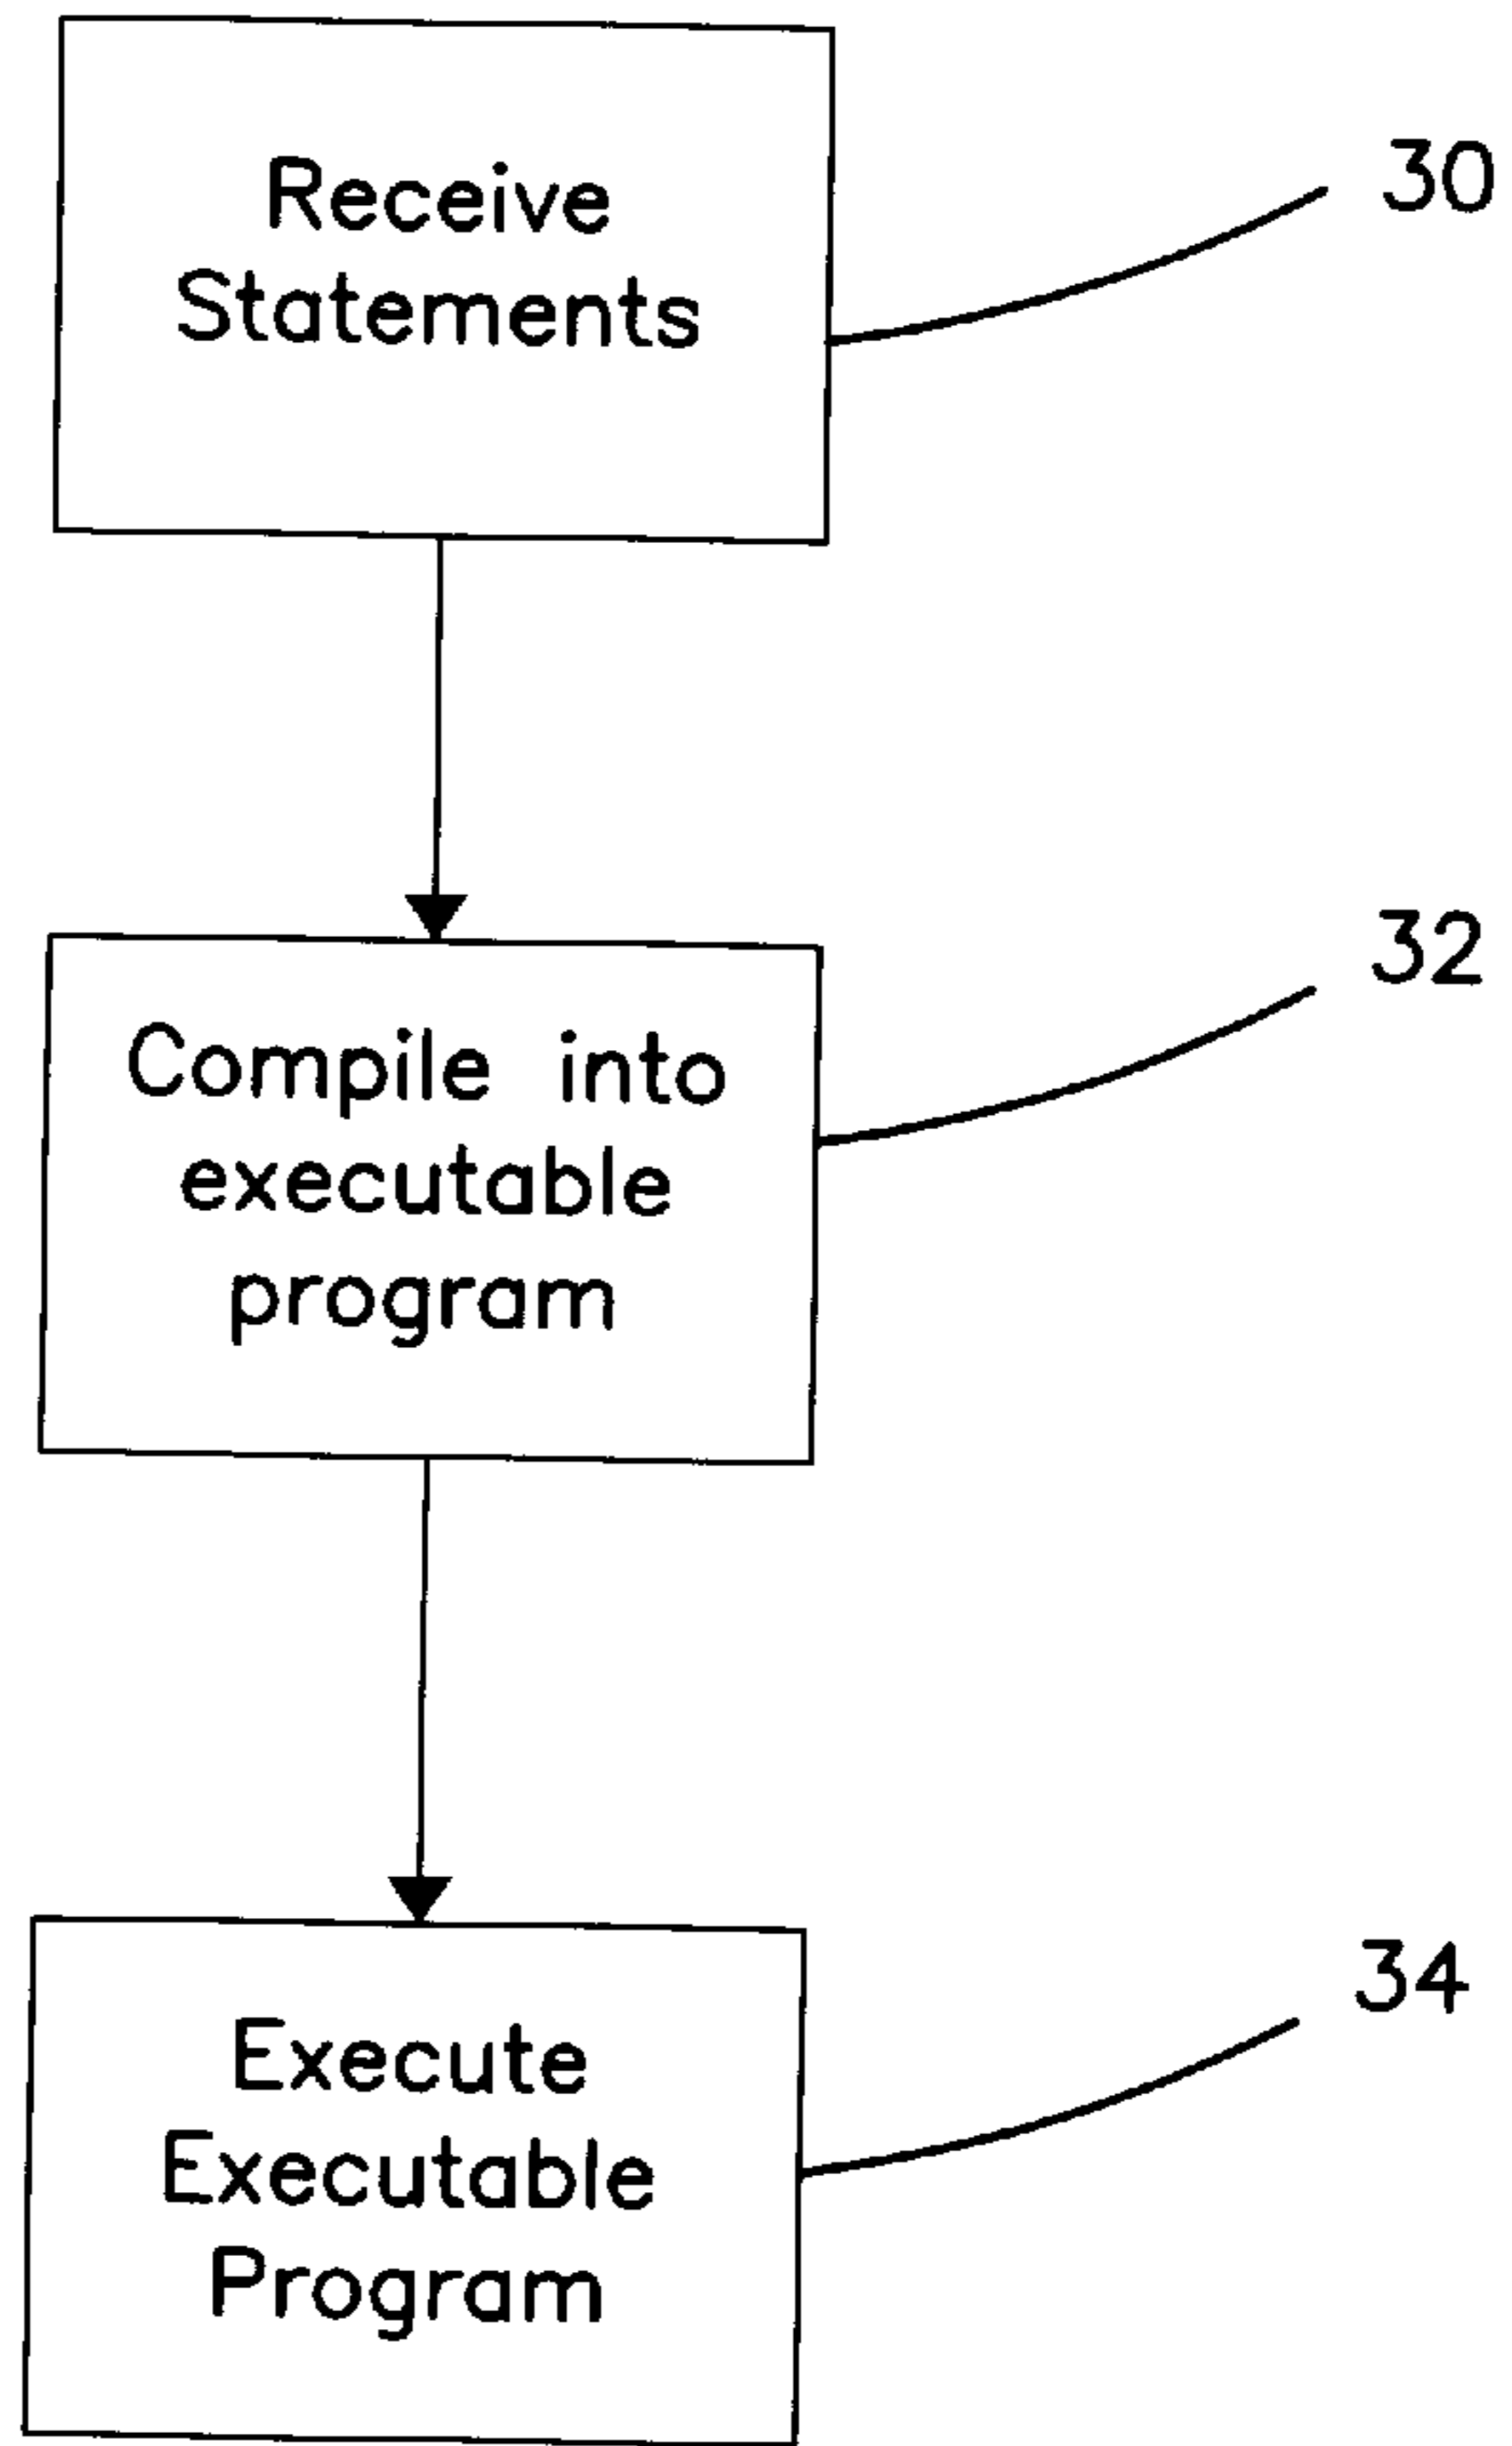 Receive
Statements
30
Compile into
executable
program
32
Execute
Executable
Program
34